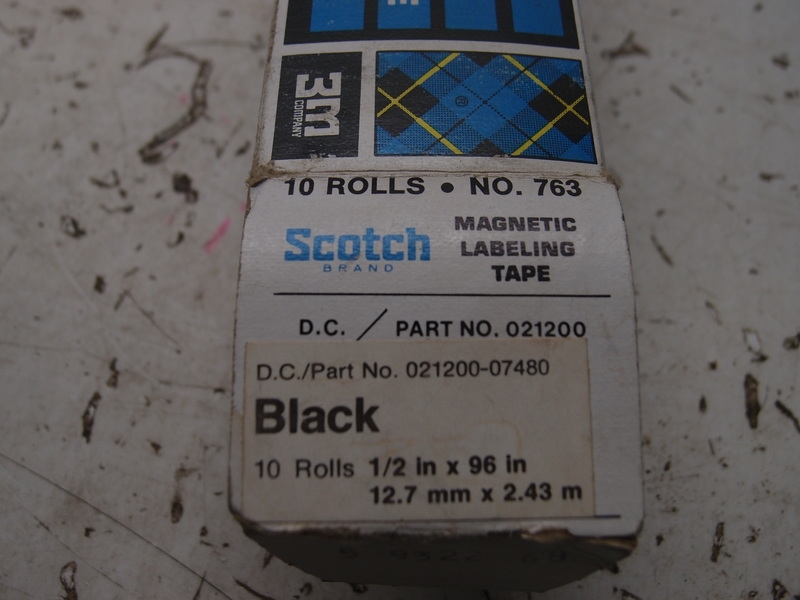 3M
COMPANY
®
10 ROLLS • NO. 763
Scotch
BRAND
MAGNETIC
LABELING
TAPE
D.C. / PART NO. 021200
D.C./Part No. 021200-07480
Black
10 Rolls 1/2 in x 96 in
12.7 mm x 2.43 m